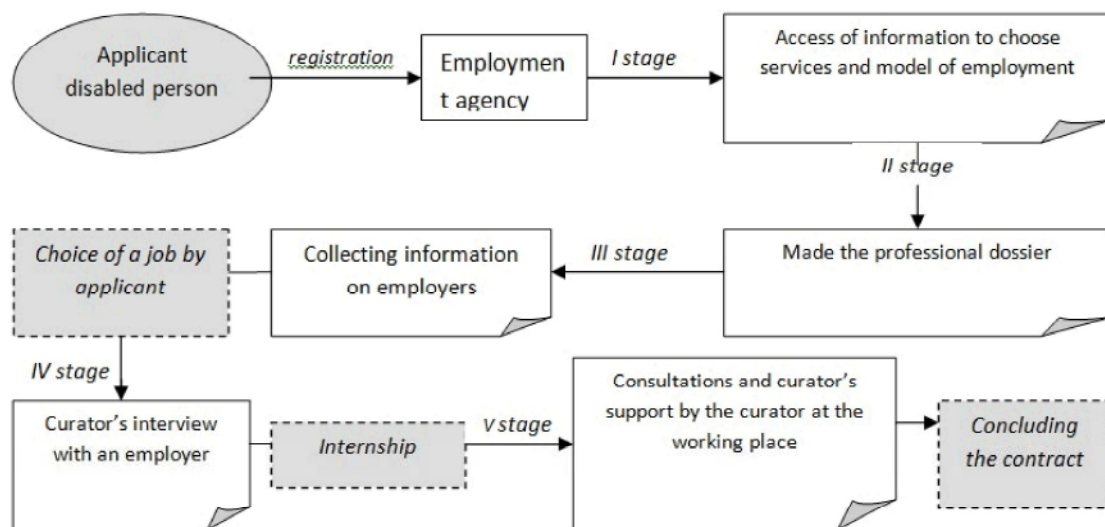 Applicant
disabled person
registration
Employmen
t agency
I stage
Access of information to choose
services and model of employment
II stage
Made the professional dossier
III stage
Collecting information
on employers
Choice of a job by
applicant
IV stage
Curator's interview
with an employer
Internship
V stage
Consultations and curator's
support by the curator at the
working place
Concluding
the contract